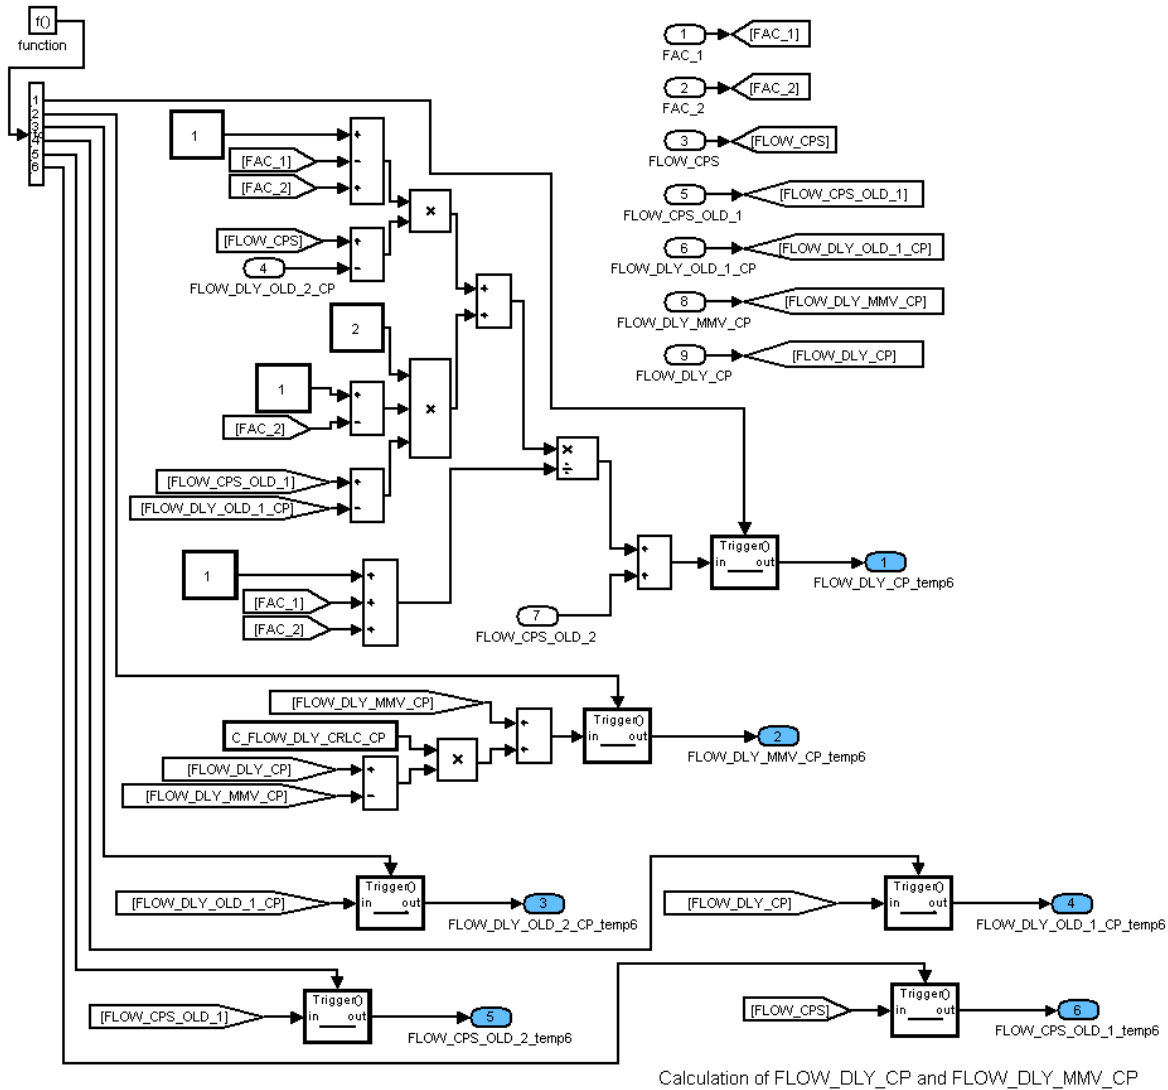 f()
function
1
2
3
4
5
6
1
[FAC_1]
[FAC_2]
[FLOW_CPS]
4
FLOW_DLY_OLD_2_CP
2
1
[FAC_2]
[FLOW_CPS_OLD_1]
[FLOW_DLY_OLD_1_CP]
1
[FAC_1]
[FAC_2]
7
FLOW_CPS_OLD_2
1
[FAC_1]
FAC_1
2
[FAC_2]
FAC_2
3
[FLOW_CPS]
FLOW_CPS
5
[FLOW_CPS_OLD_1]
FLOW_CPS_OLD_1
6
[FLOW_DLY_OLD_1_CP]
FLOW_DLY_OLD_1_CP
8
[FLOW_DLY_MMV_CP]
FLOW_DLY_MMV_CP
9
[FLOW_DLY_CP]
FLOW_DLY_CP
Trigger()
in out
1
FLOW_DLY_CP_temp6
[FLOW_DLY_MMV_CP]
C_FLOW_DLY_CRLC_CP
[FLOW_DLY_CP]
[FLOW_DLY_MMV_CP]
Trigger()
in out
2
FLOW_DLY_MMV_CP_temp6
[FLOW_DLY_OLD_1_CP]
Trigger()
in out
3
FLOW_DLY_OLD_2_CP_temp6
[FLOW_DLY_CP]
Trigger()
in out
4
FLOW_DLY_OLD_1_CP_temp6
[FLOW_CPS_OLD_1]
Trigger()
in out
5
FLOW_CPS_OLD_2_temp6
[FLOW_CPS]
Trigger()
in out
6
FLOW_CPS_OLD_1_temp6
Calculation of FLOW_DLY_CP and FLOW_DLY_MMV_CP